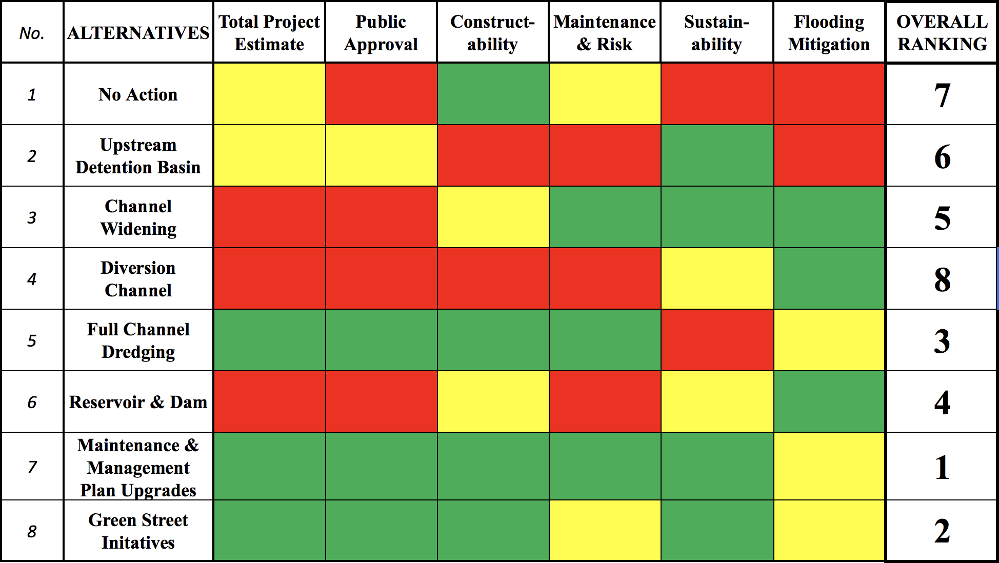 No.
ALTERNATIVES
Total Project
Estimate
Public
Approval
Construct-
ability
Maintenance
& Risk
Sustain-
ability
Flooding
Mitigation
OVERALL
RANKING
1
No Action
7
2
Upstream
Detention Basin
6
3
Channel
Widening
5
4
Diversion
Channel
8
5
Full Channel
Dredging
3
6
Reservoir & Dam
4
7
Maintenance &
Management
Plan Upgrades
1
8
Green Street
Initatives
2